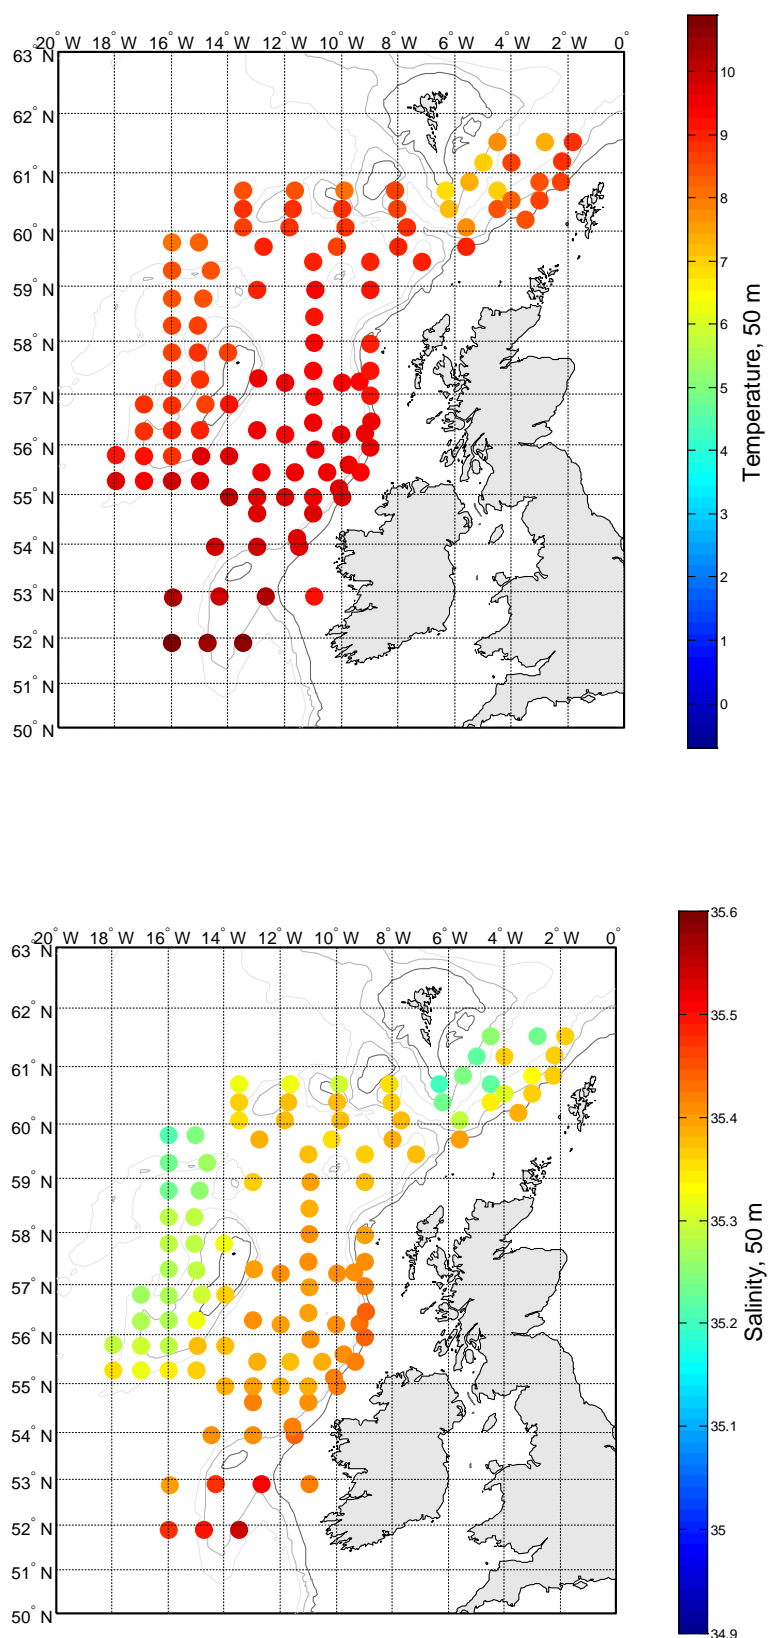 20° W 18° W 16° W 14° W 12° W 10° W 8° W 6° W 4° W 2° W 0°
63° N
62° N
61° N
60° N
59° N
58° N
57° N
56° N
55° N
54° N
53° N
52° N
51° N
50° N
10
9
8
7
6
5
4
3
2
1
0
Temperature, 50 m
20° W 18° W 16° W 14° W 12° W 10° W 8° W 6° W 4° W 2° W 0°
63° N
62° N
61° N
60° N
59° N
58° N
57° N
56° N
55° N
54° N
53° N
52° N
51° N
50° N
35.6
35.5
35.4
35.3
35.2
35.1
35
34.9
Salinity, 50 m